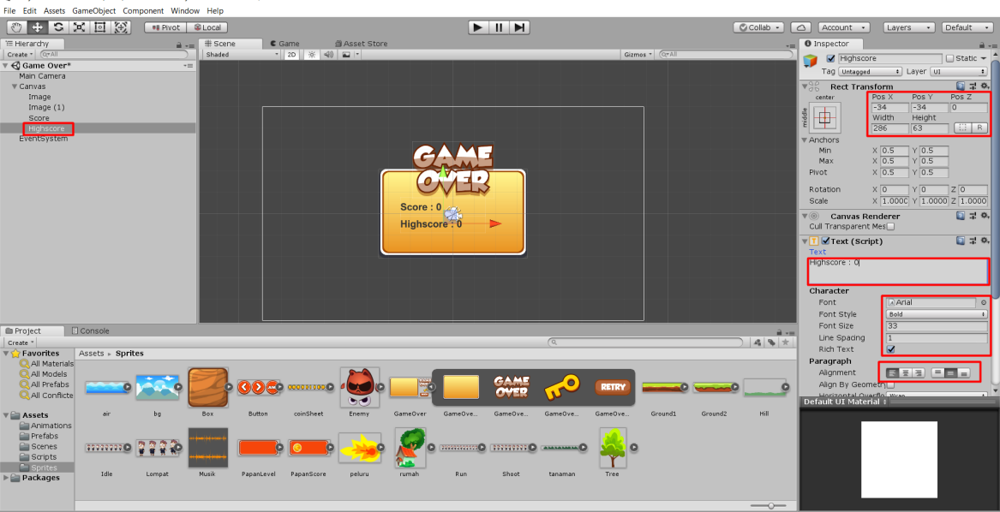 File Edit Assets GameObject Component Window Help
Pivot Local Collab Account Layers Default
Hierarchy
Create All
Game Over*
Main Camera
Canvas
Image
Image (1)
Score
Highscore
EventSystem
Scene Game Asset Store
Shaded 2D Gizmos All
GAME
OVER
Score : 0
Highscore : 0
Inspector
Highscore Static
Tag Untagged Layer UI
Rect Transform
center Pos X Pos Y Pos Z
middle -34 -34 0
Width Height
286 63 R
Anchors
Min X 0.5 Y 0.5
Max X 0.5 Y 0.5
Pivot X 0.5 Y 0.5
Rotation X 0 Y 0 Z 0
Scale X 1.0000 Y 1.0000 Z 1.0000
Canvas Renderer
Cull Transparent Mes
Text (Script)
Text
Highscore : 0
Character
Font Arial
Font Style Bold
Font Size 33
Line Spacing 1
Rich Text
Paragraph
Alignment
Align By Geometr
Default UI Material
Project Console
Create
Favorites
All Materials
All Models
All Prefabs
All Conflicte
Assets
Animations
Prefabs
Scenes
Scripts
Sprites
Packages
Assets Sprites
GAME
OVER
RETRY
air bg Box Button coinSheet Enemy GameOver GameOve... GameOve... GameOve... GameOve... Ground1 Ground2 Hill
Idle Lompat Musik PapanLevel PapanScore peluru rumah Run Shoot tanaman Tree